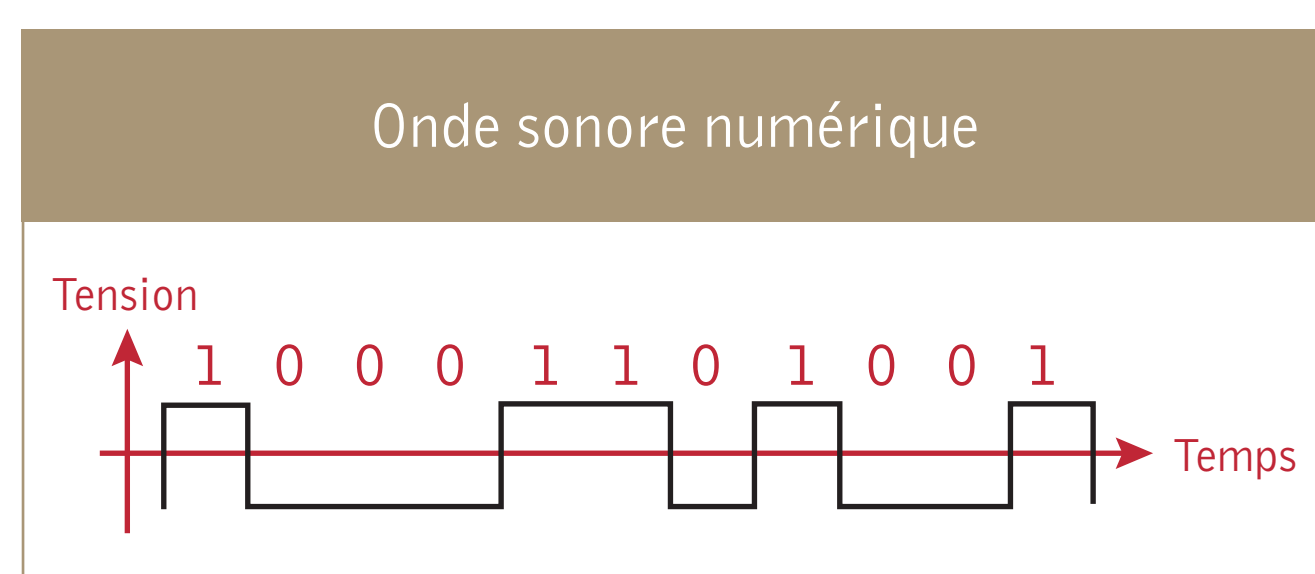 Onde sonore numérique
Tension
1 0 0 0 1 1 0 1 0 0 1
Temps